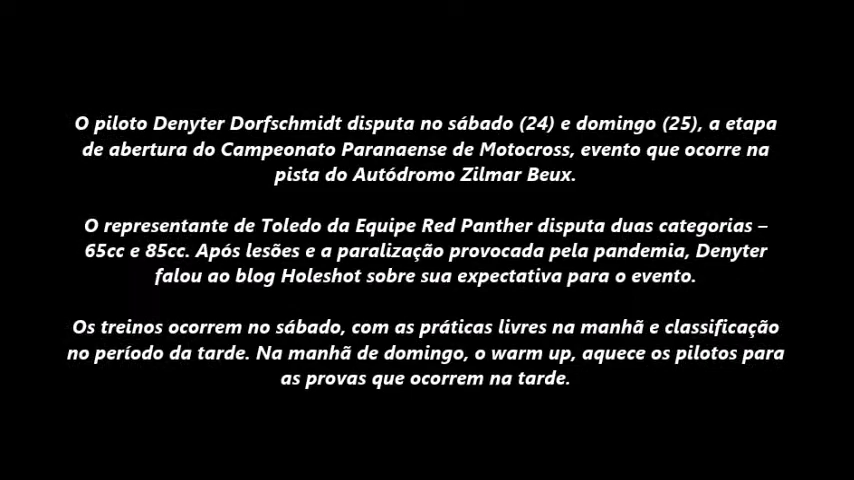 O piloto Denyter Dorfschmidt disputa no sábado (24) e domingo (25), a etapa
de abertura do Campeonato Paranaense de Motocross, evento que ocorre na
pista do Autódromo Zilmar Beux.
O representante de Toledo da Equipe Red Panther disputa duas categorias –
65cc e 85cc. Após lesões e a paralização provocada pela pandemia, Denyter
falou ao blog Holeshot sobre sua expectativa para o evento.
Os treinos ocorrem no sábado, com as práticas livres na manhã e classificação
no período da tarde. Na manhã de domingo, o warm up, aquece os pilotos para
as provas que ocorrem na tarde.